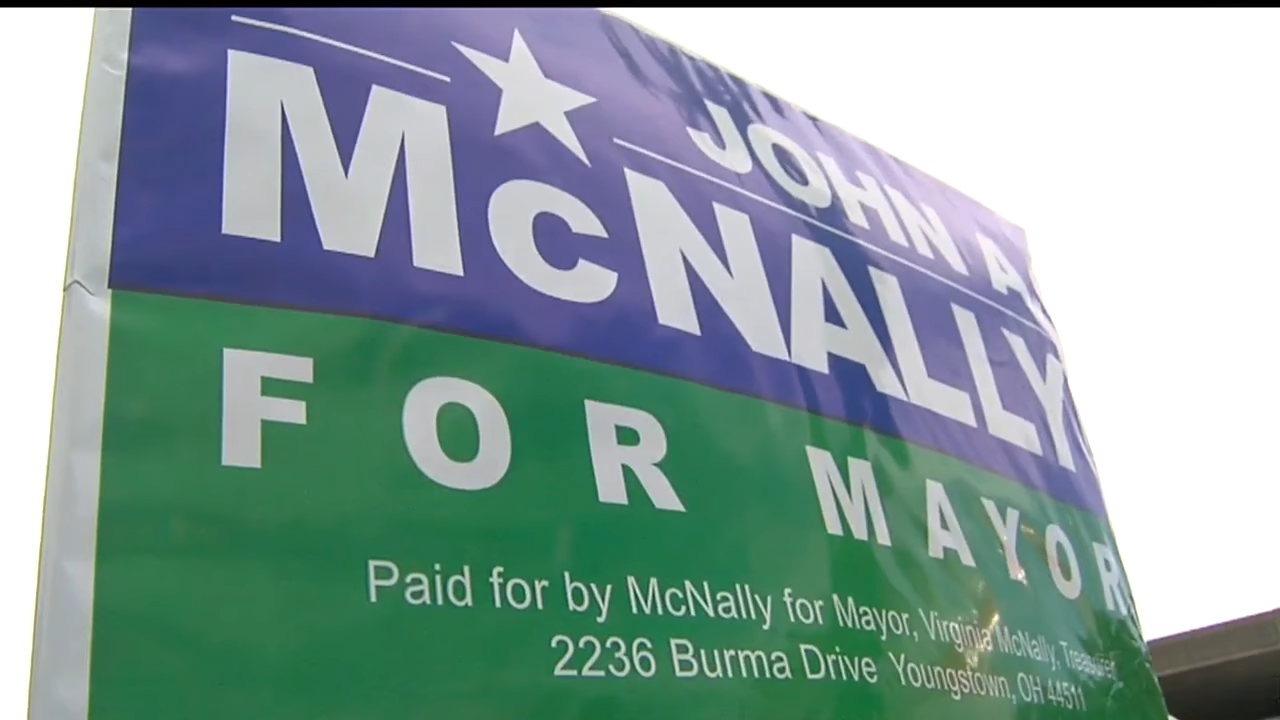 JOHN A.
McNALLY
FOR MAYOR
Paid for by McNally for Mayor, Virginia McNally, Treasurer
2236 Burma Drive Youngstown, OH 44511